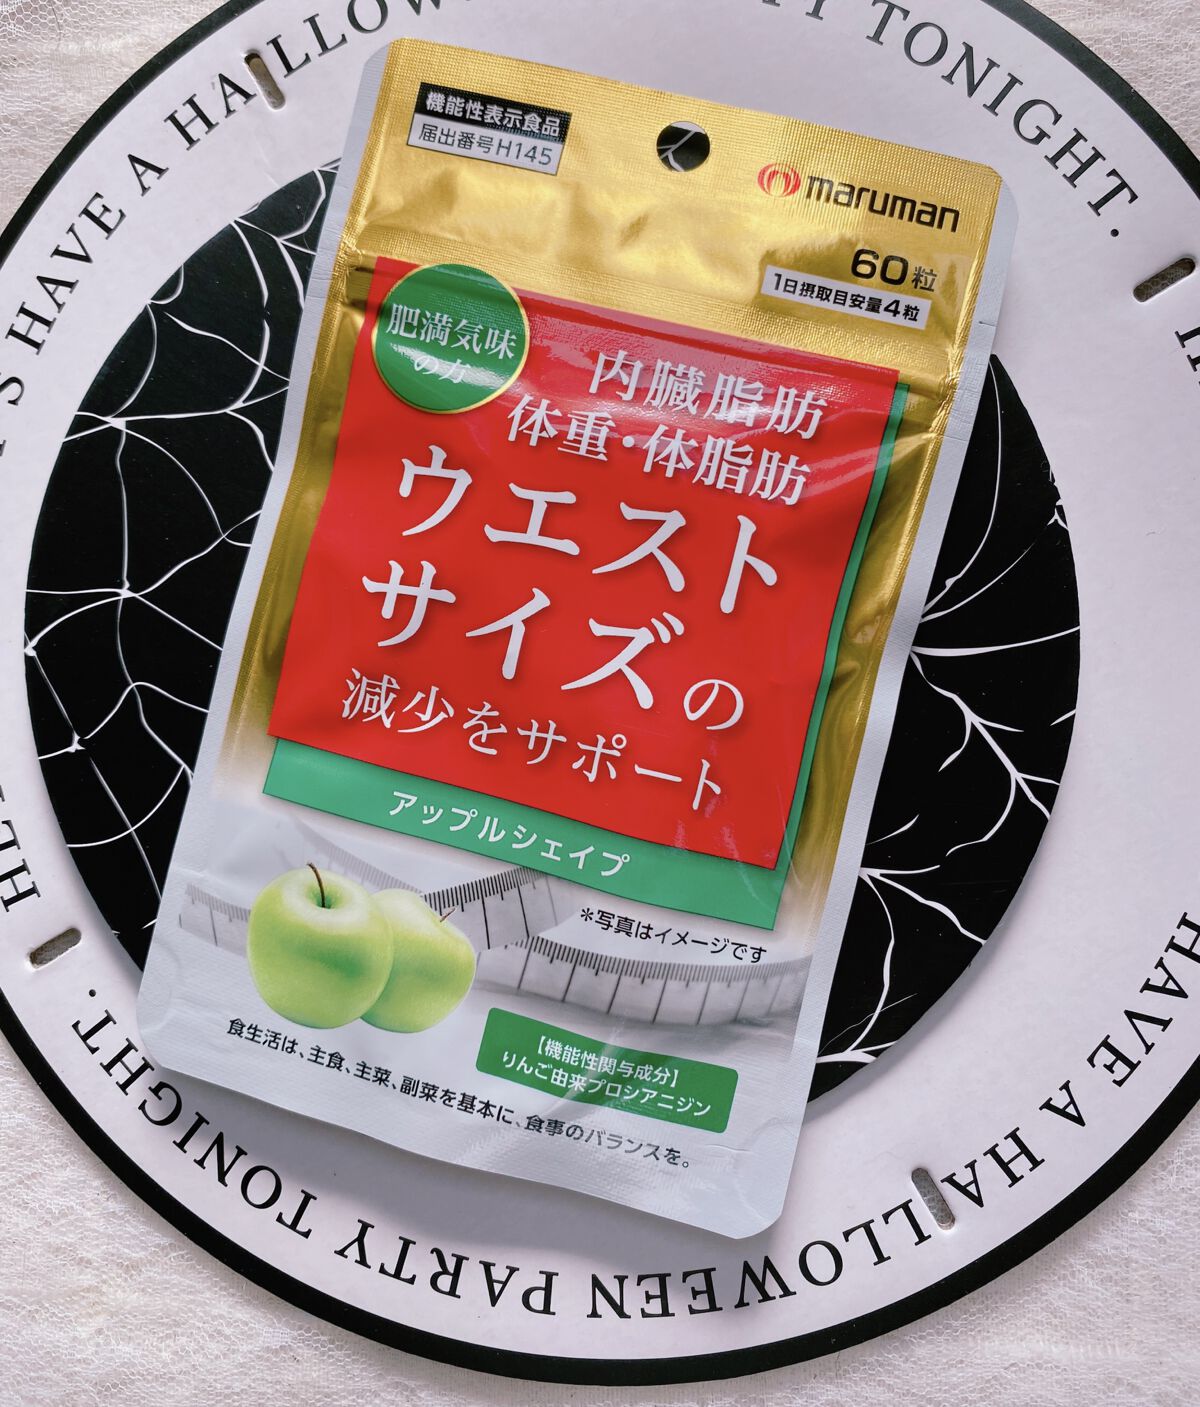 機能性表示食品
届出番号H145
maruman
60粒
1日摂取目安量4粒
肥満気味
の方
内臓脂肪
体重・体脂肪
ウエスト
サイズの
減少をサポート
アップルシェイプ
*写真はイメージです
【機能性関与成分】
りんご由来プロシアニジン
食生活は、主食、主菜、副菜を基本に、食事のバランスを。
HAVE A HALLOW
TONIGHT.
HAVE A HALLOWEEN PARTY TONIGHT.